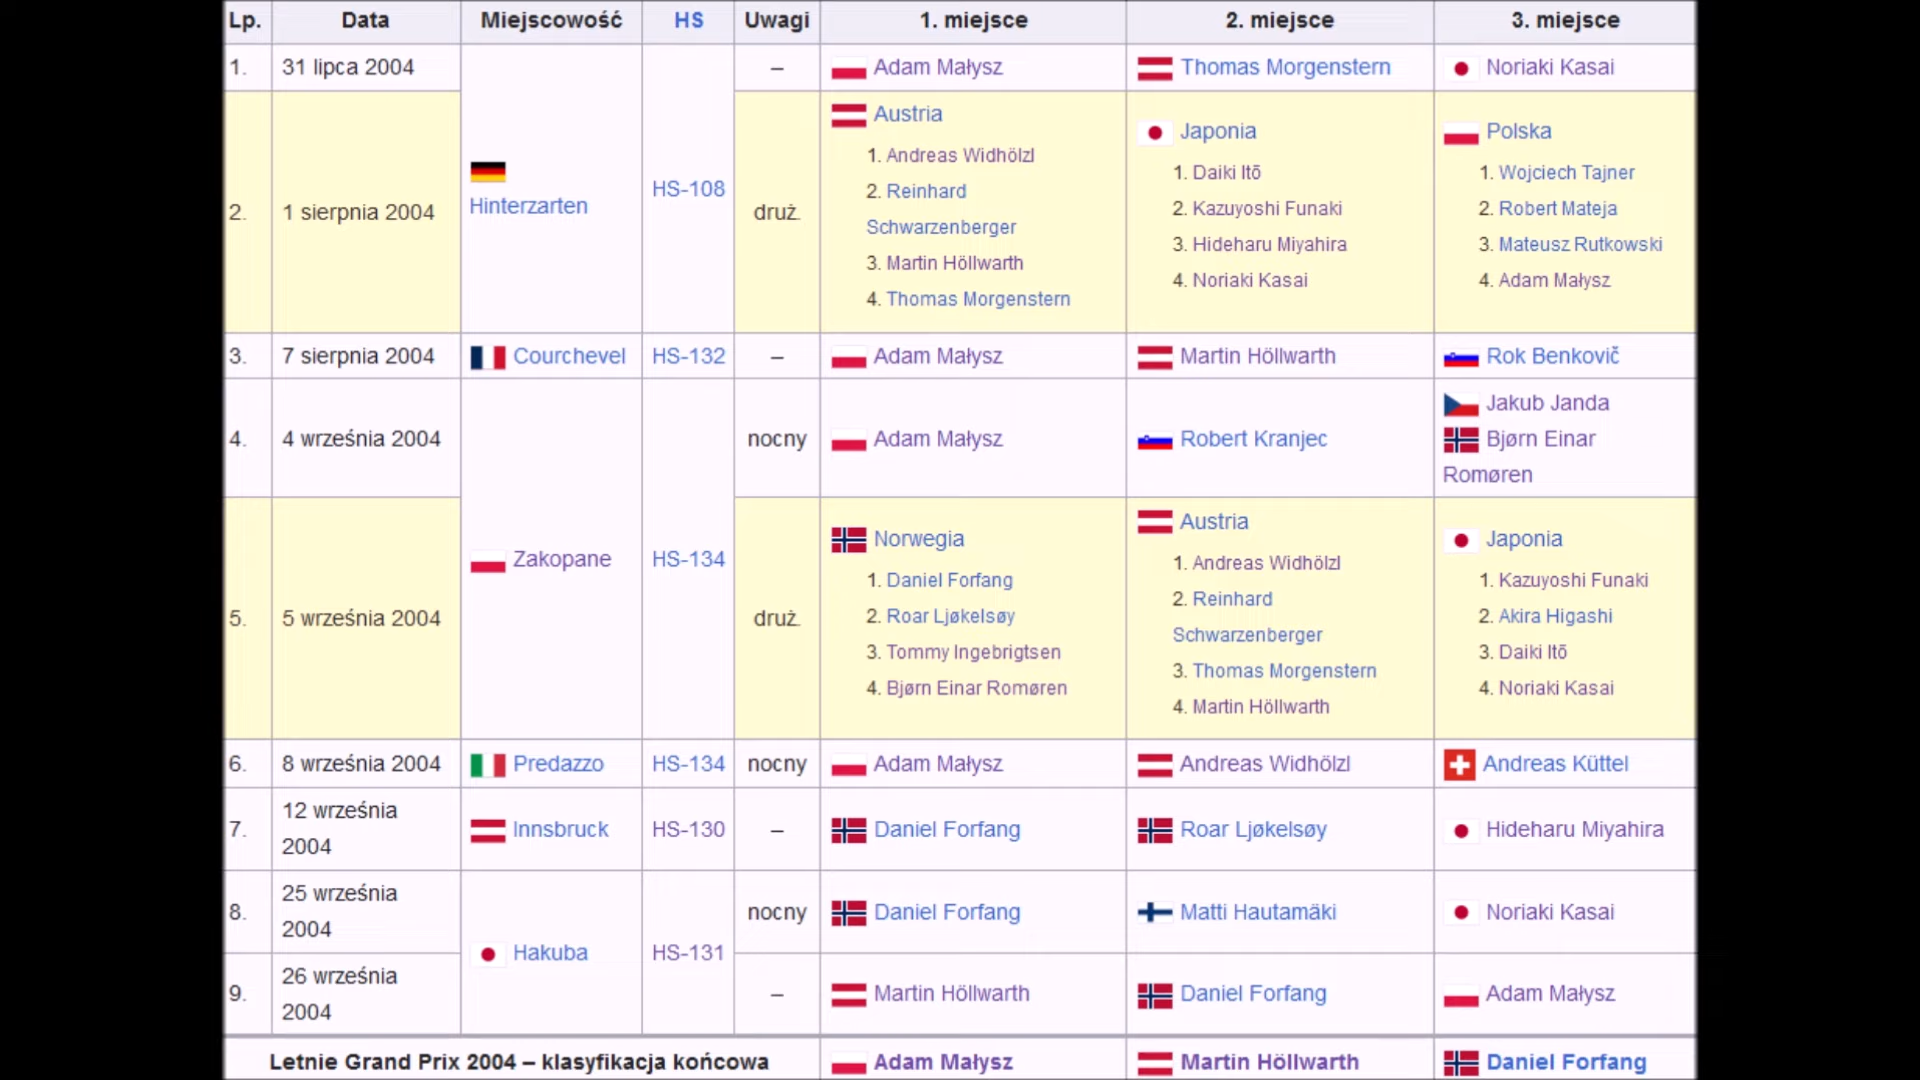 Lp. Data Miejscowość HS Uwagi 1. miejsce 2. miejsce 3. miejsce
1. 31 lipca 2004 – Adam Małysz Thomas Morgenstern Noriaki Kasai
2. 1 sierpnia 2004
Hinterzarten
HS-108
druż.
Austria
1. Andreas Widhölzl
2. Reinhard
Schwarzenberger
3. Martin Höllwarth
4. Thomas Morgenstern
Japonia
1. Daiki Itō
2. Kazuyoshi Funaki
3. Hideharu Miyahira
4. Noriaki Kasai
Polska
1. Wojciech Tajner
2. Robert Mateja
3. Mateusz Rutkowski
4. Adam Małysz
3. 7 sierpnia 2004 Courchevel HS-132 – Adam Małysz Martin Höllwarth Rok Benkovič
4. 4 września 2004 nocny Adam Małysz Robert Kranjec
Jakub Janda
Bjørn Einar
Romøren
Zakopane
HS-134
5. 5 września 2004 druż.
Norwegia
1. Daniel Forfang
2. Roar Ljøkelsøy
3. Tommy Ingebrigtsen
4. Bjørn Einar Romøren
Austria
1. Andreas Widhölzl
2. Reinhard
Schwarzenberger
3. Thomas Morgenstern
4. Martin Höllwarth
Japonia
1. Kazuyoshi Funaki
2. Akira Higashi
3. Daiki Itō
4. Noriaki Kasai
6. 8 września 2004 Predazzo HS-134 nocny Adam Małysz Andreas Widhölzl Andreas Küttel
7. 12 września
2004
Innsbruck HS-130 – Daniel Forfang Roar Ljøkelsøy Hideharu Miyahira
8. 25 września
2004
nocny Daniel Forfang Matti Hautamäki Noriaki Kasai
Hakuba HS-131
9. 26 września
2004
– Martin Höllwarth Daniel Forfang Adam Małysz
Letnie Grand Prix 2004 – klasyfikacja końcowa Adam Małysz Martin Höllwarth Daniel Forfang